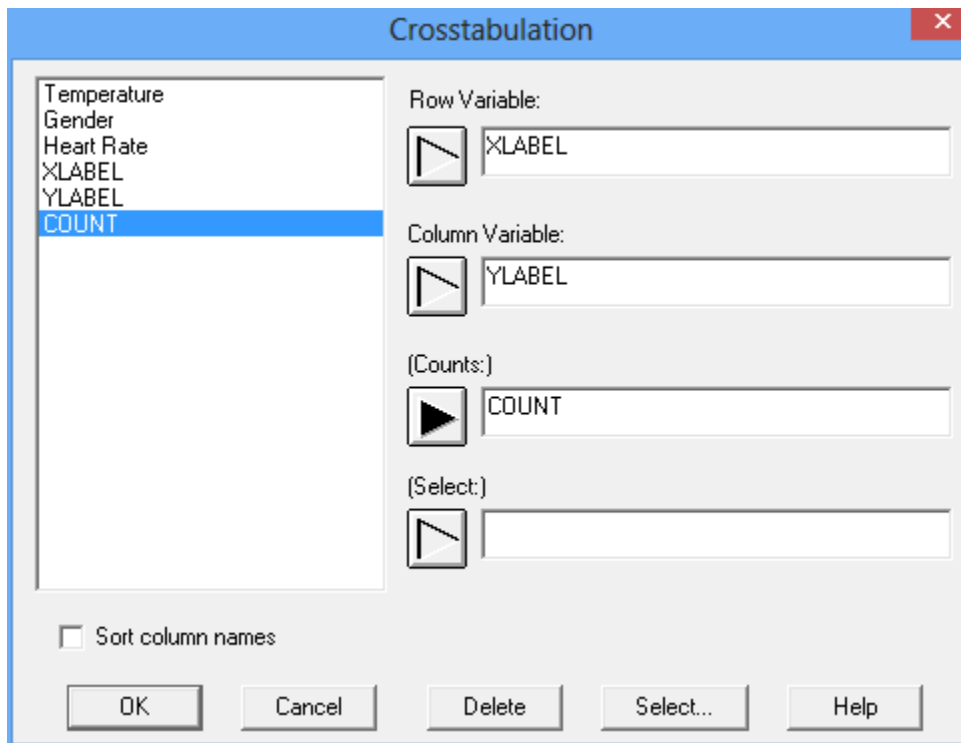 Crosstabulation
Temperature
Gender
Heart Rate
XLABEL
YLABEL
COUNT
Row Variable:
XLABEL
Column Variable:
YLABEL
(Counts:)
COUNT
(Select:)
Sort column names
OK
Cancel
Delete
Select...
Help